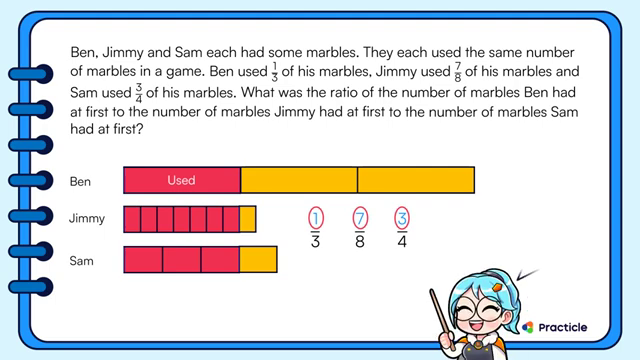 Ben, Jimmy and Sam each had some marbles. They each used the same number
of marbles in a game. Ben used 1/3 of his marbles, Jimmy used 7/8 of his marbles and
Sam used 3/4 of his marbles. What was the ratio of the number of marbles Ben had
at first to the number of marbles Jimmy had at first to the number of marbles Sam
had at first?
Ben
Used
Jimmy
1/3 7/8 3/4
Sam
Practicle